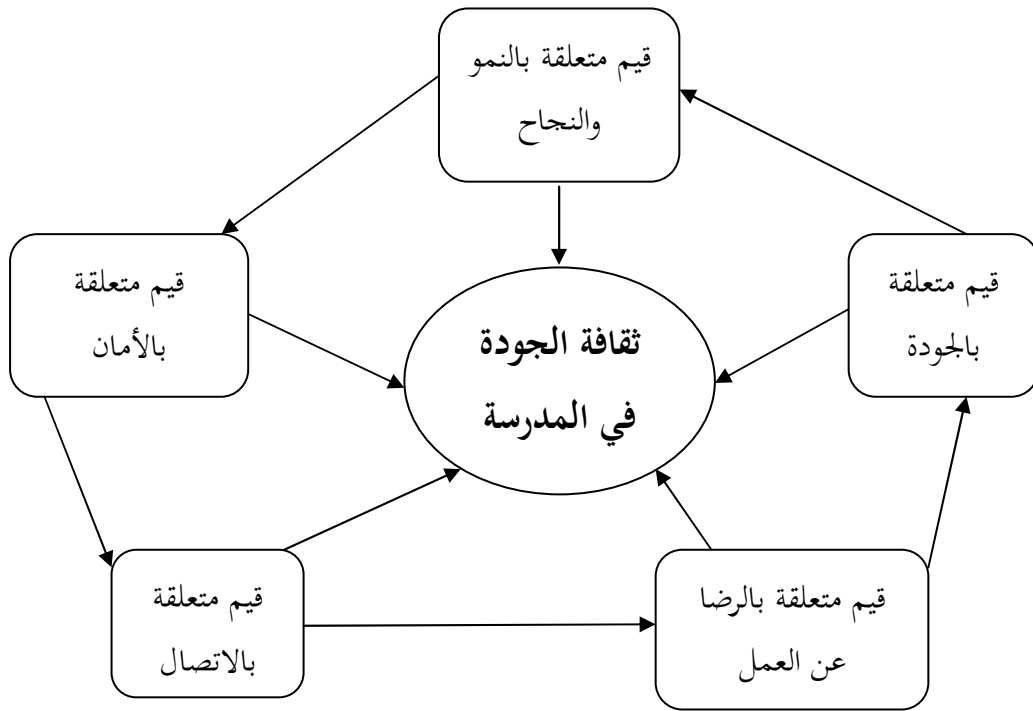 قيم متعلقة بالنمو
والنجاح
قيم متعلقة
بالجودة
قيم متعلقة
بالأمان
ثقافة الجودة
في المدرسة
قيم متعلقة بالرضا
عن العمل
قيم متعلقة
بالاتصال